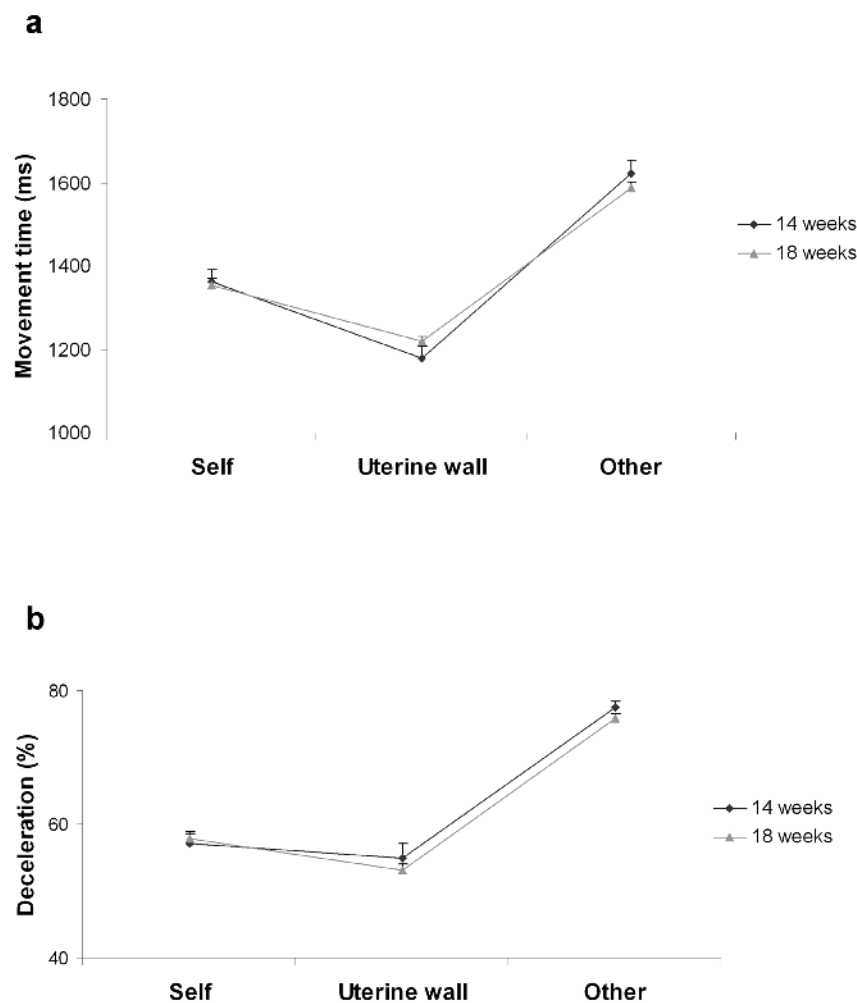 a
1800
1600
1400
1200
1000
Movement time (ms)
Self Uterine wall Other
14 weeks
18 weeks
b
80
60
40
Deceleration (%)
Self Uterine wall Other
14 weeks
18 weeks